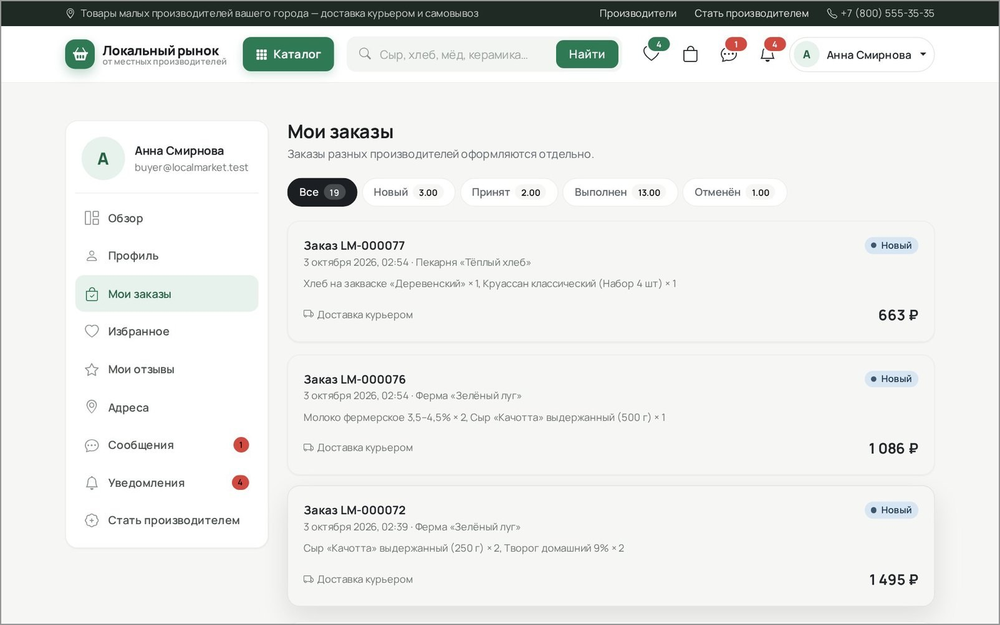 Товары малых производителей вашего города — доставка курьером и самовывоз
Производители
Стать производителем
+7 (800) 555-35-35
Локальный рынок
от местных производителей
Каталог
Сыр, хлеб, мёд, керамика...
Найти
4
1
4
А
Анна Смирнова
А
Анна Смирнова
buyer@localmarket.test
Обзор
Профиль
Мои заказы
Избранное
Мои отзывы
Адреса
Сообщения 1
Уведомления 4
Стать производителем
Мои заказы
Заказы разных производителей оформляются отдельно.
Все 19
Новый 3.00
Принят 2.00
Выполнен 13.00
Отменён 1.00
Заказ LM-000077
Новый
3 октября 2026, 02:54 · Пекарня «Тёплый хлеб»
Хлеб на закваске «Деревенский» × 1, Круассан классический (Набор 4 шт) × 1
Доставка курьером
663 ₽
Заказ LM-000076
Новый
3 октября 2026, 02:54 · Ферма «Зелёный луг»
Молоко фермерское 3,5–4,5% × 2, Сыр «Качотта» выдержанный (500 г) × 1
Доставка курьером
1 086 ₽
Заказ LM-000072
Новый
3 октября 2026, 02:39 · Ферма «Зелёный луг»
Сыр «Качотта» выдержанный (250 г) × 2, Творог домашний 9% × 2
Доставка курьером
1 495 ₽